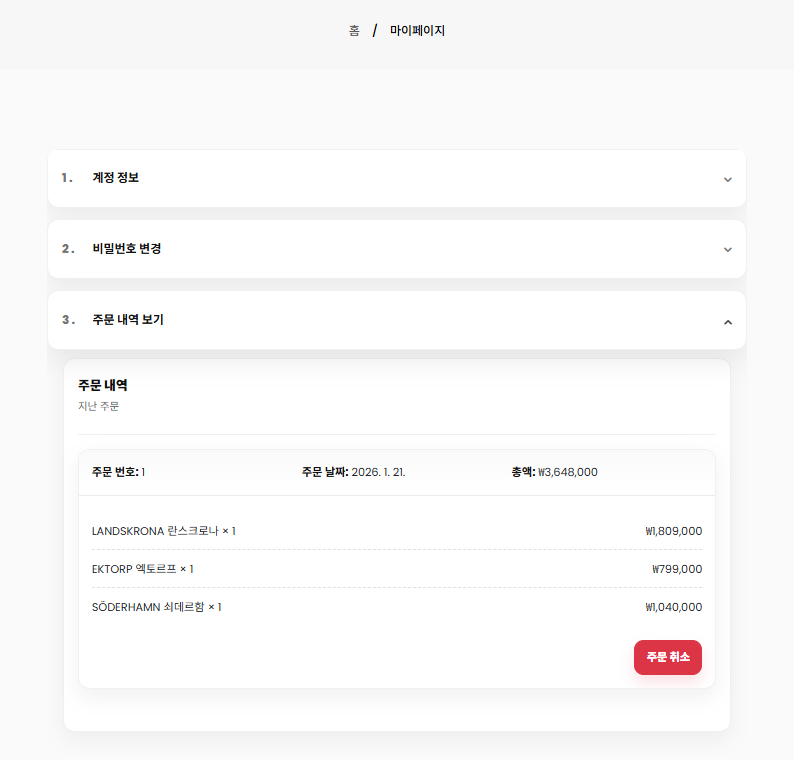 홈 / 마이페이지
1. 계정 정보
2. 비밀번호 변경
3. 주문 내역 보기
주문 내역
지난 주문
주문 번호: 1 주문 날짜: 2026. 1. 21. 총액: ₩3,648,000
LANDSKRONA 란스크로나 × 1 ₩1,809,000
EKTORP 엑토르프 × 1 ₩799,000
SÖDERHAMN 쇠데르함 × 1 ₩1,040,000
주문 취소